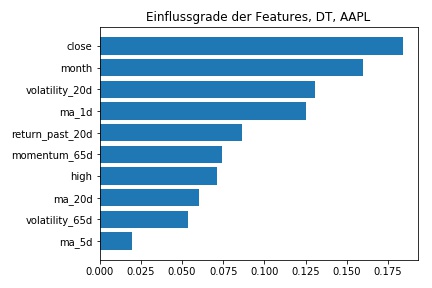 Einflussgrade der Features, DT, AAPL
close
month
volatility_20d
ma_1d
return_past_20d
momentum_65d
high
ma_20d
volatility_65d
ma_5d
0.000 0.025 0.050 0.075 0.100 0.125 0.150 0.175